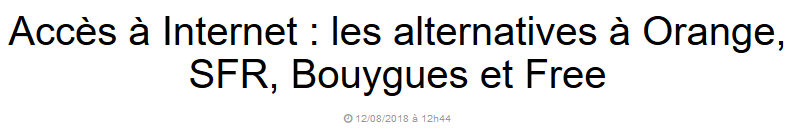 Accès à Internet : les alternatives à Orange,
SFR, Bouygues et Free
12/08/2018 à 12h44